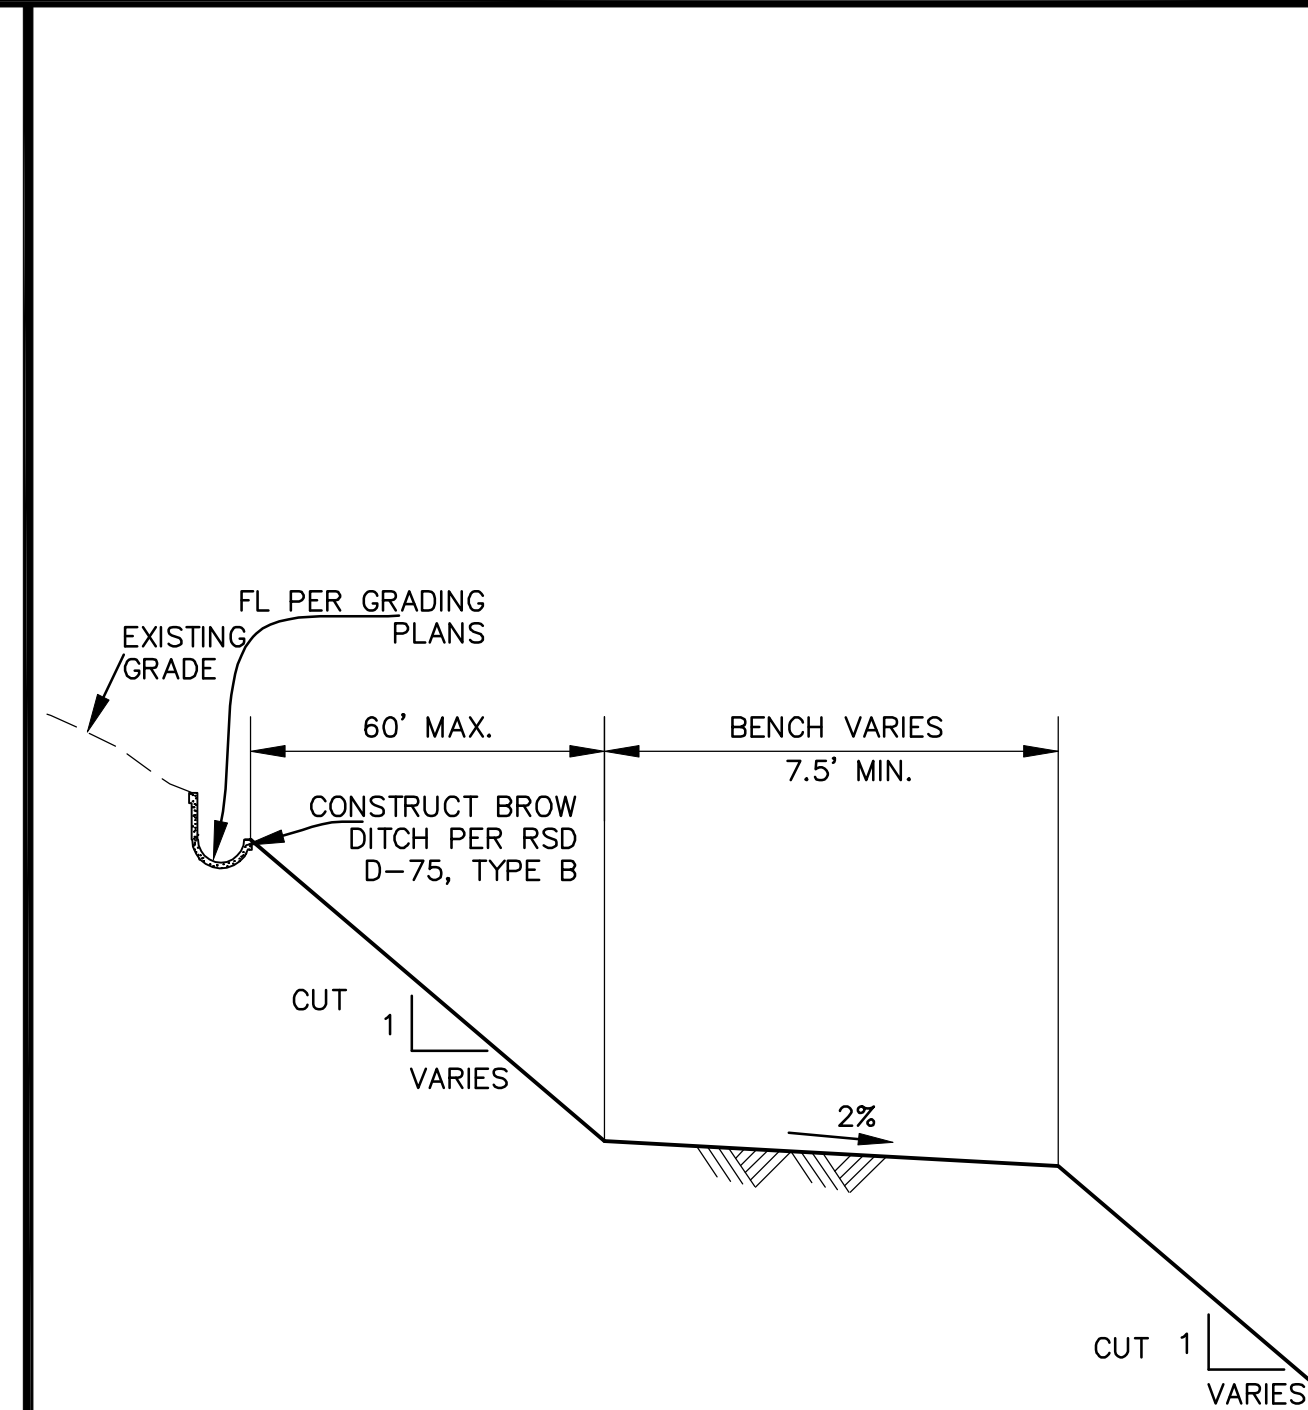 FL PER GRADING
PLANS
EXISTING
GRADE
60' MAX.
BENCH VARIES
7.5' MIN.
CONSTRUCT BROW
DITCH PER RSD
D-75, TYPE B
CUT
1
VARIES
2%
CUT
1
VARIES